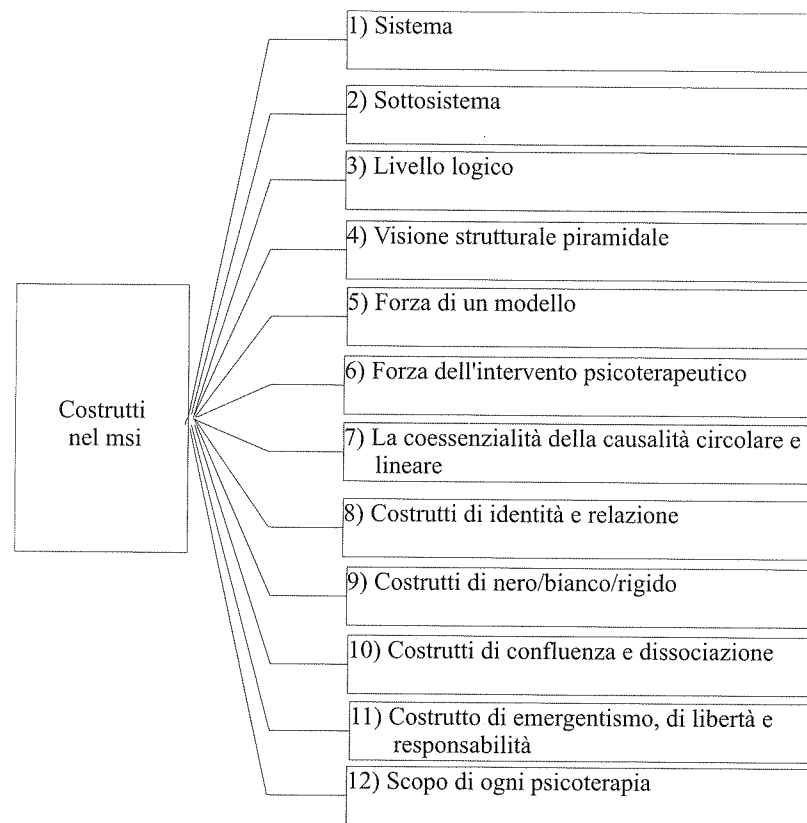 1) Sistema
2) Sottosistema
3) Livello logico
4) Visione strutturale piramidale
5) Forza di un modello
6) Forza dell'intervento psicoterapeutico
Costrutti
nel msi
7) La coessenzialità della causalità circolare e
lineare
8) Costrutti di identità e relazione
9) Costrutti di nero/bianco/rigido
10) Costrutti di confluenza e dissociazione
11) Costrutto di emergentismo, di libertà e
responsabilità
12) Scopo di ogni psicoterapia